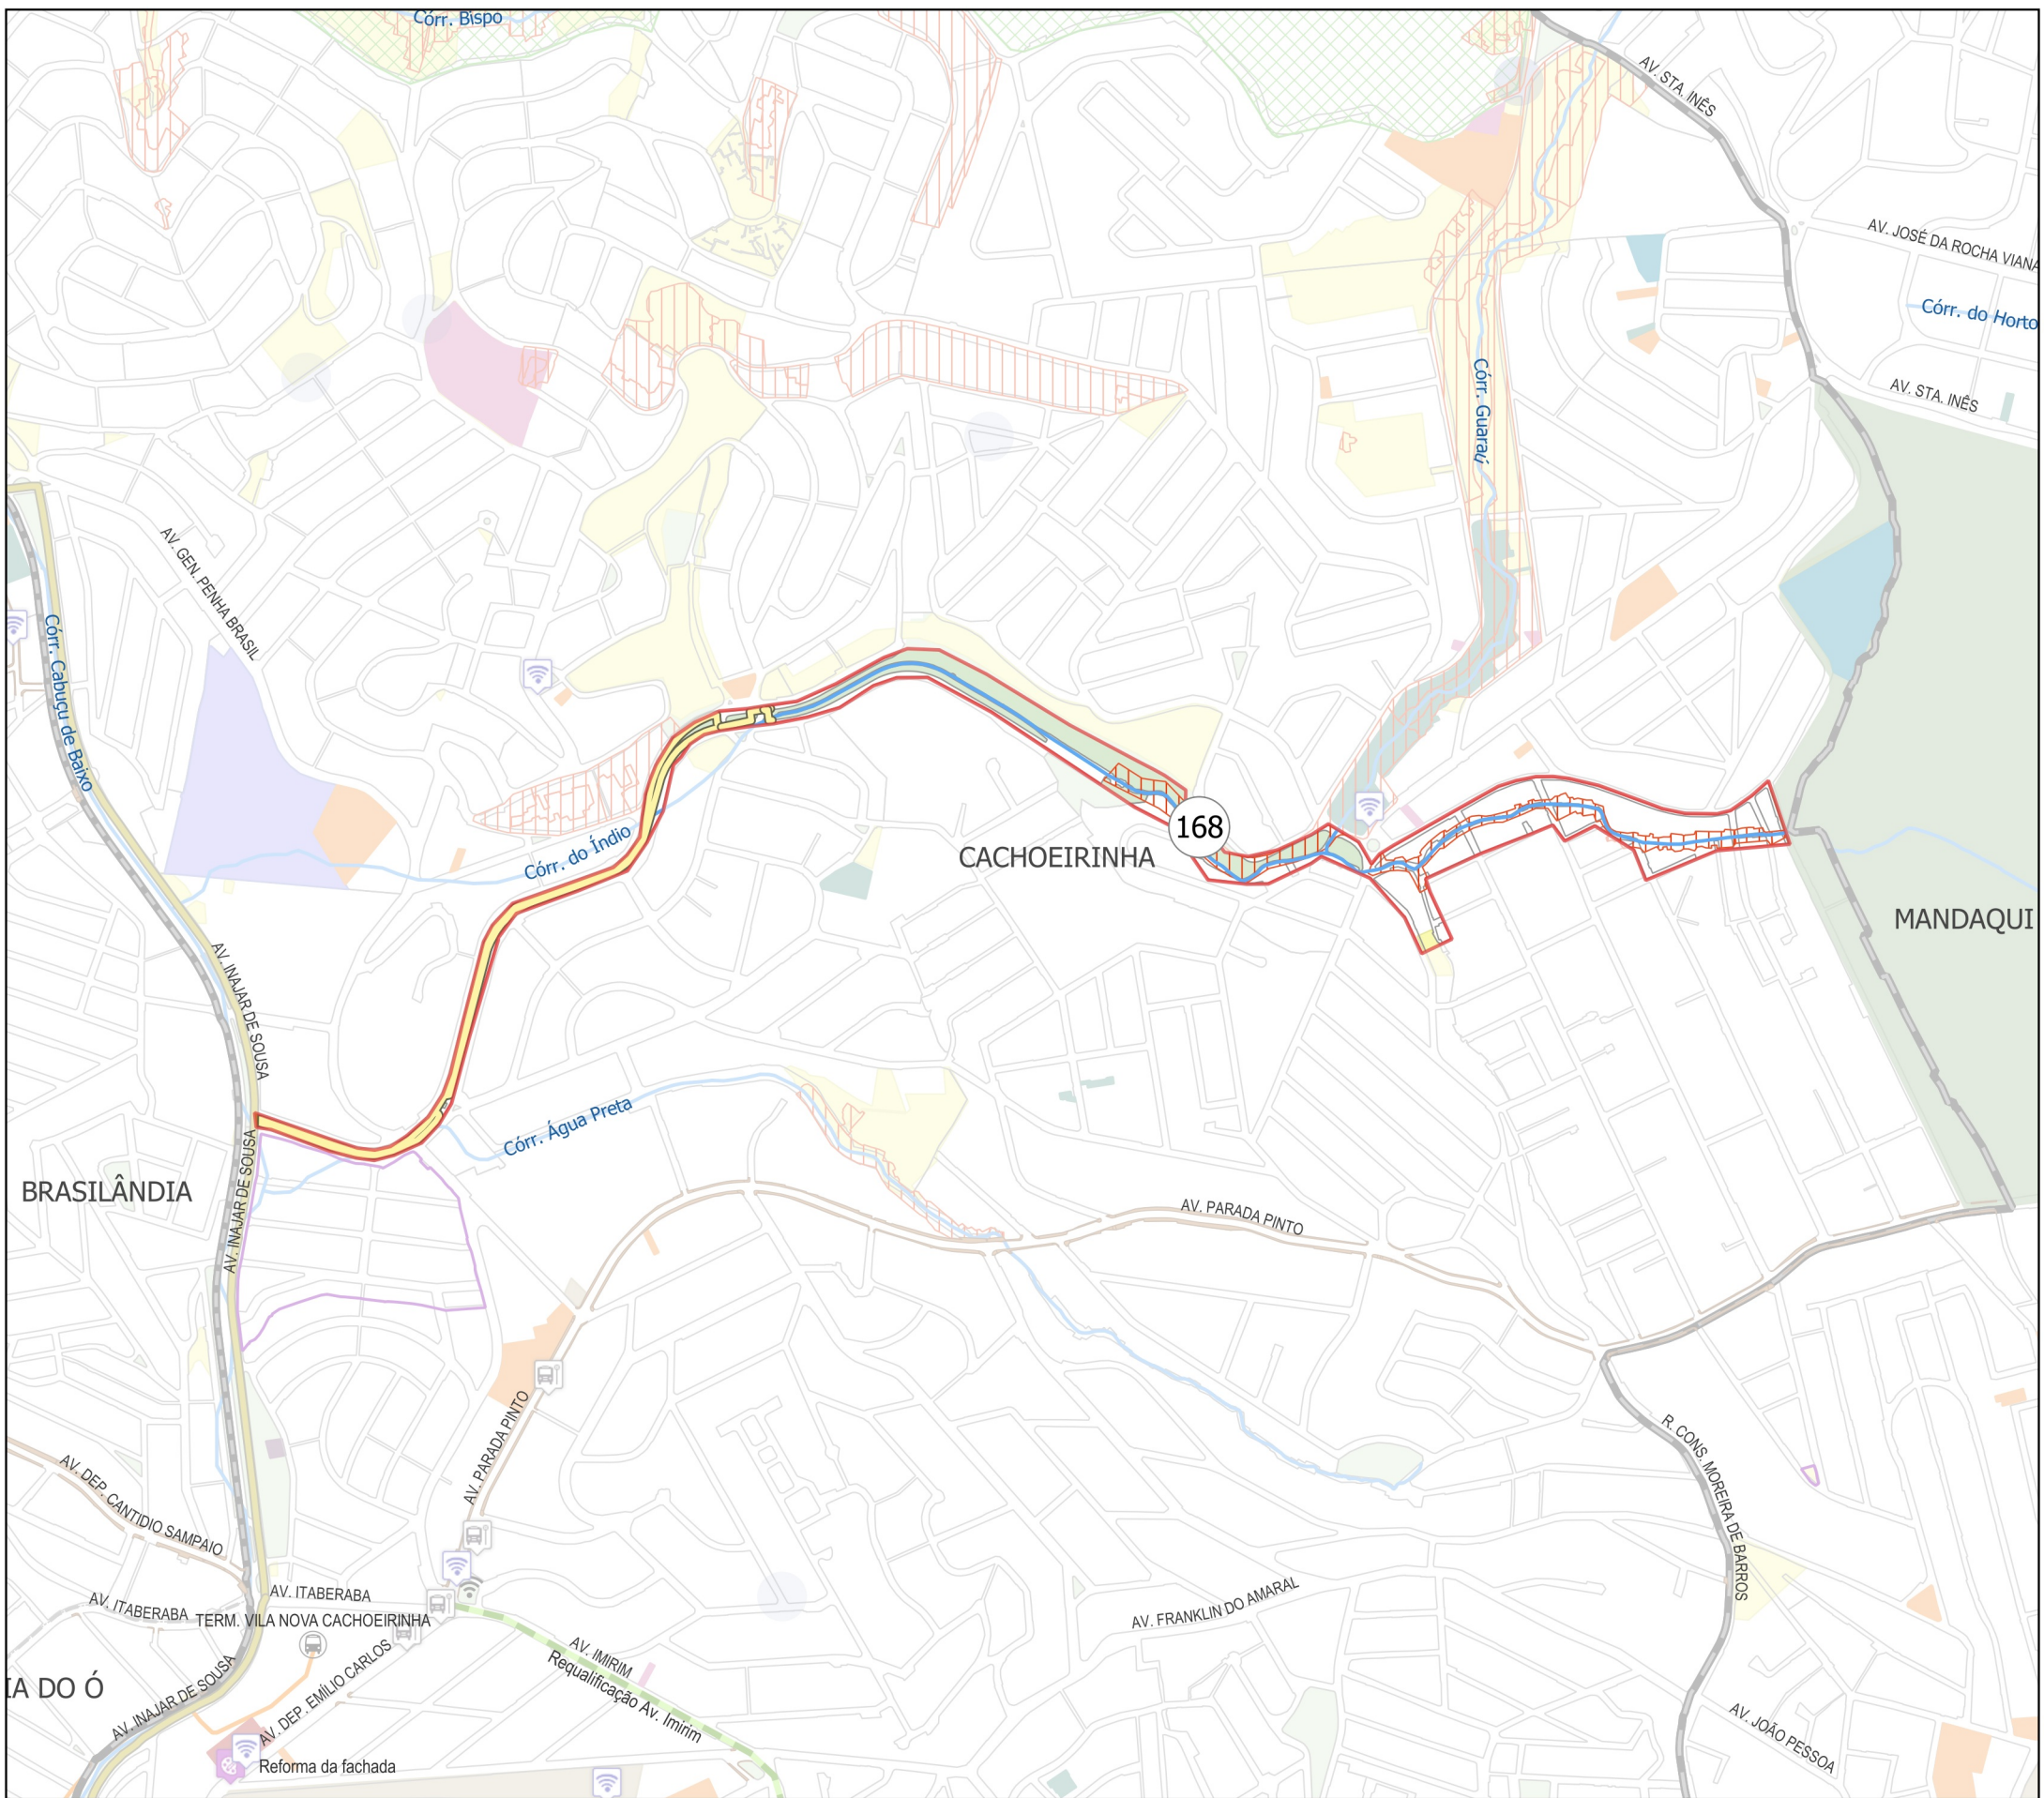 Córr. Bispo
AV. STA. INÊS
AV. JOSÉ DA ROCHA VIANA
Córr. do Horto
AV. STA. INÊS
Córr. Guaraú
AV. GEN. PENHA BRASIL
Córr. Cabuçu de Baixo
168
CACHOEIRINHA
Córr. do Índio
MANDAQUI
AV. INAJAR DE SOUSA
Córr. Água Preta
BRASILÂNDIA
AV. INAJAR DE SOUSA
AV. PARADA PINTO
AV. PARADA PINTO
R. CONS. MOREIRA DE BARROS
AV. DEP. CANTIDIO SAMPAIO
AV. ITABERABA
AV. ITABERABA
TERM. VILA NOVA CACHOEIRINHA
AV. FRANKLIN DO AMARAL
AV. IMIRIM
Requalificação Av. Imirim
IA DO Ó
AV. INAJAR DE SOUSA
AV. DEP. EMÍLIO CARLOS
AV. JOÃO PESSOA
Reforma da fachada